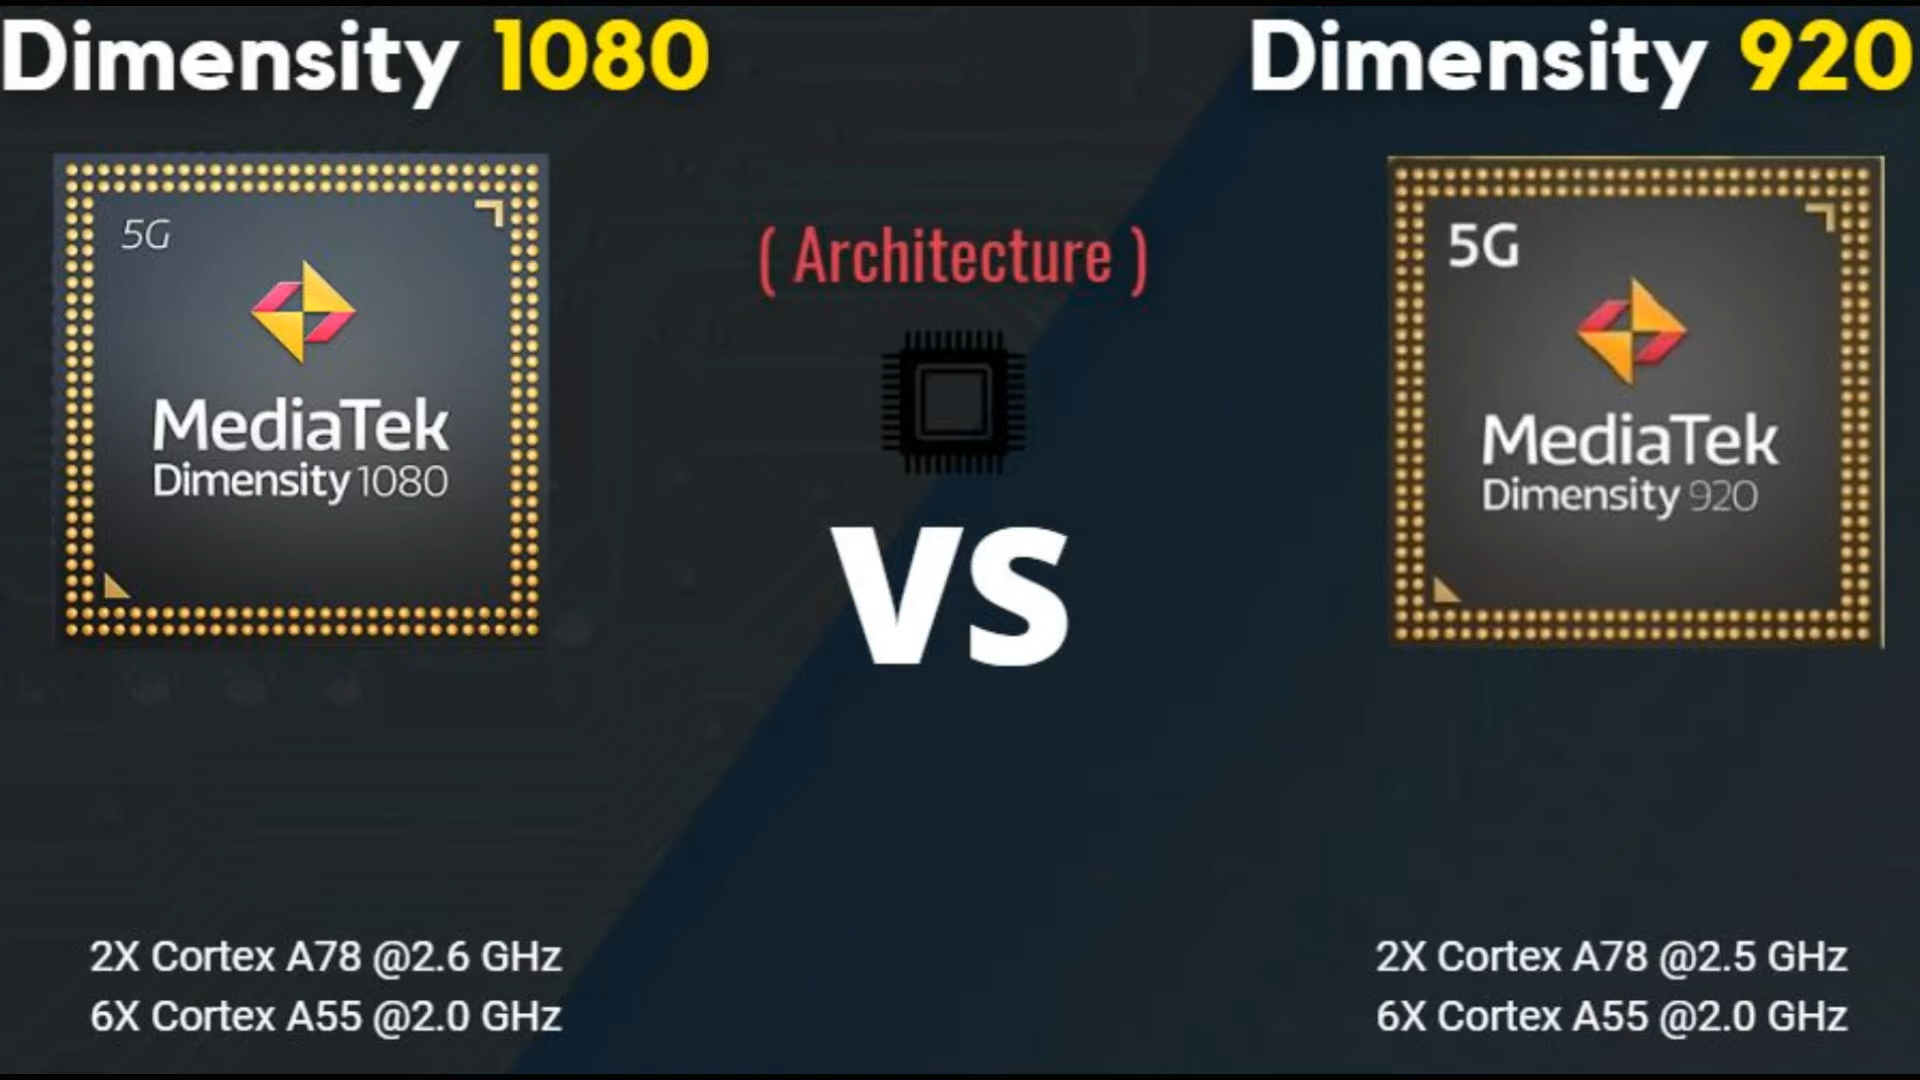 Dimensity 1080
Dimensity 920
5G
MediaTek
Dimensity 1080
( Architecture )
VS
5G
MediaTek
Dimensity 920
2X Cortex A78 @2.6 GHz
6X Cortex A55 @2.0 GHz
2X Cortex A78 @2.5 GHz
6X Cortex A55 @2.0 GHz